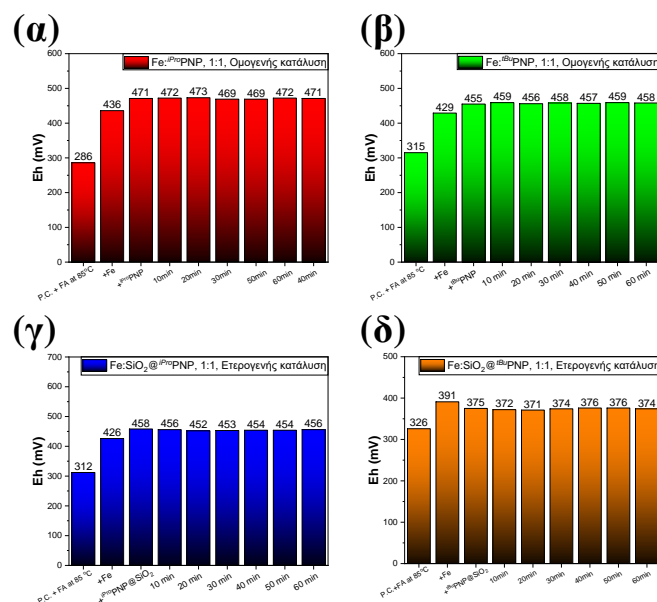 (α)
Fe:iPropNP, 1:1, Ομογενής κατάλυση
Eh (mV)
600
500
400
300
200
100
0
286
436
471
472
473
469
469
472
471
P.C. + FA at 85°C
+Fe
+iProPNP
10min
20min
30min
50min
60min
40min
(β)
Fe:tBuPNP, 1:1, Ομογενής κατάλυση
Eh (mV)
600
500
400
300
200
100
0
315
429
455
459
456
458
457
459
458
P.C. + FA at 85°C
+Fe
+tBuPNP
10 min
20 min
30 min
40 min
50 min
60 min
(γ)
Fe:SiO2@iProPNP, 1:1, Ετερογενής κατάλυση
Eh (mV)
700
600
500
400
300
200
100
0
312
426
458
456
452
453
454
454
456
P.C. + FA at 85°C
+Fe
+iProPNP@SiO2
10 min
20 min
30 min
40 min
50 min
60 min
(δ)
Fe:SiO2@tBuPNP, 1:1, Ετερογενής κατάλυση
Eh (mV)
500
400
300
200
100
0
326
391
375
372
371
374
376
376
374
P.C.+FA at 85°C
+Fe
+tBuPNP@SiO2
10min
20min
30min
40min
50min
60min